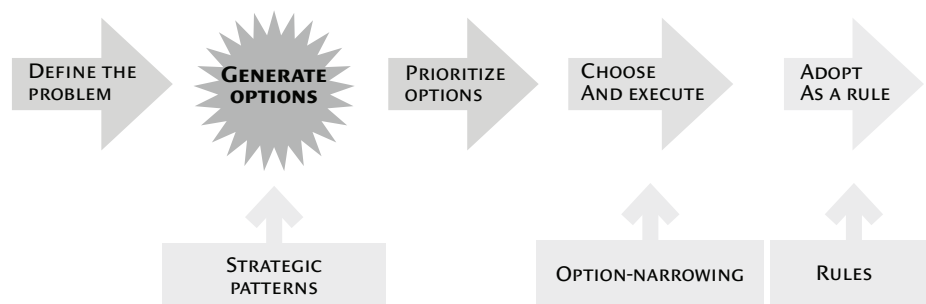 DEFINE THE
PROBLEM
GENERATE
OPTIONS
PRIORITIZE
OPTIONS
CHOOSE
AND EXECUTE
ADOPT
AS A RULE
STRATEGIC
PATTERNS
OPTION-NARROWING
RULES